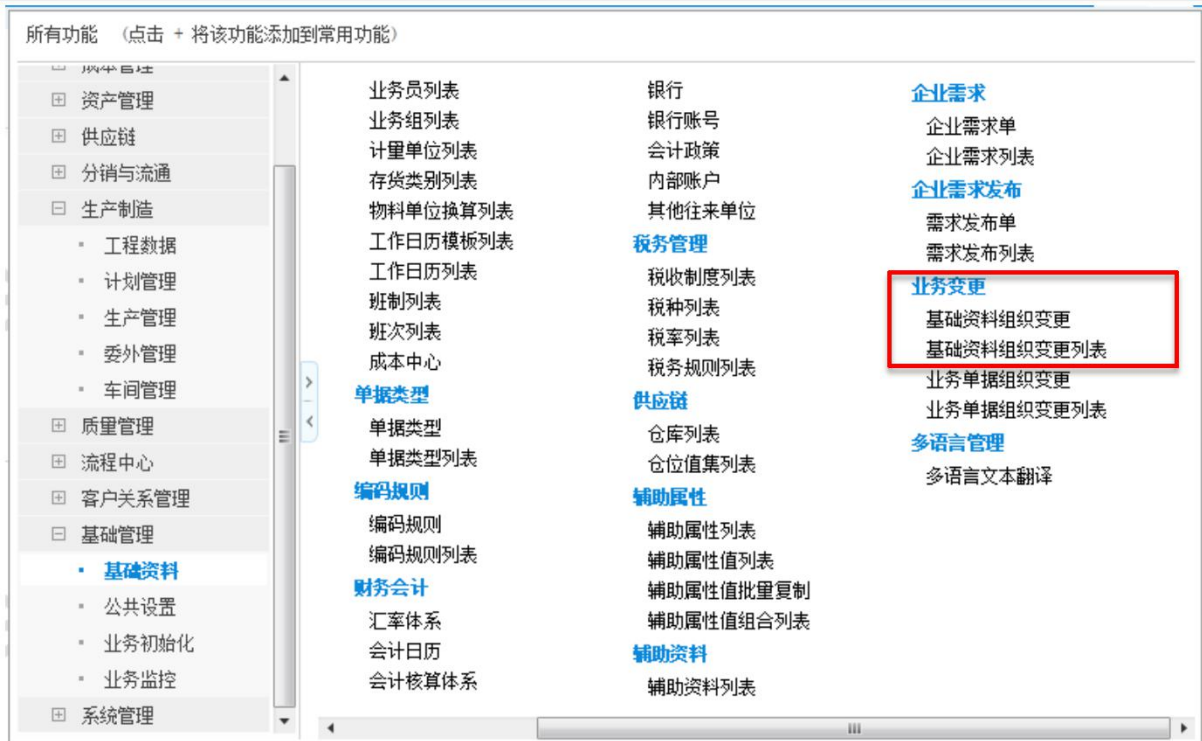 所有功能 (点击 + 将该功能添加到常用功能)
成本管理
资产管理
供应链
分销与流通
生产制造
工程数据
计划管理
生产管理
委外管理
车间管理
质量管理
流程中心
客户关系管理
基础管理
基础资料
公共设置
业务初始化
业务监控
系统管理
业务员列表
业务组列表
计量单位列表
存货类别列表
物料单位换算列表
工作日历模板列表
工作日历列表
班制列表
班次列表
成本中心
单据类型
单据类型
单据类型列表
编码规则
编码规则
编码规则列表
财务会计
汇率体系
会计日历
会计核算体系
银行
银行账号
会计政策
内部账户
其他往来单位
税务管理
税收制度列表
税种列表
税率列表
税务规则列表
供应链
仓库列表
仓位值集列表
辅助属性
辅助属性列表
辅助属性值列表
辅助属性值批量复制
辅助属性值组合列表
辅助资料
辅助资料列表
企业需求
企业需求单
企业需求列表
企业需求发布
需求发布单
需求发布列表
业务变更
基础资料组织变更
基础资料组织变更列表
业务单据组织变更
业务单据组织变更列表
多语言管理
多语言文本翻译